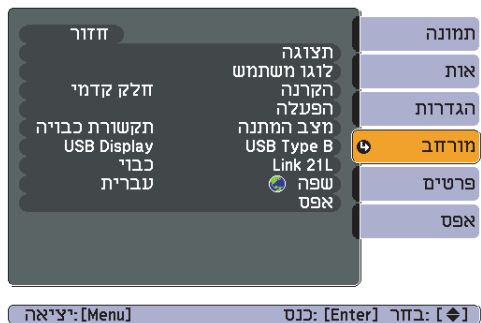 תמונה
אות
הגדרות
מורחב
פרטים
אפס
חזור
תצוגה
לוגו משתמש
הקרנה חלק קדמי
הפעלה
מצב המתנה תקשורת כבויה
USB Type B USB Display
Link 21L כבוי
שפה עברית
אפס
[ ]: בחר [Enter]: כנס [Menu]: יציאה